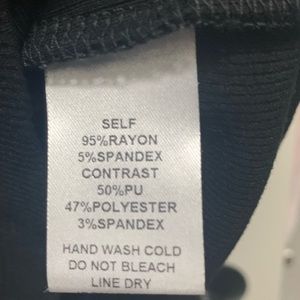 SELF
95%RAYON
5%SPANDEX
CONTRAST
50%PU
47%POLYESTER
3%SPANDEX
HAND WASH COLD
DO NOT BLEACH
LINE DRY